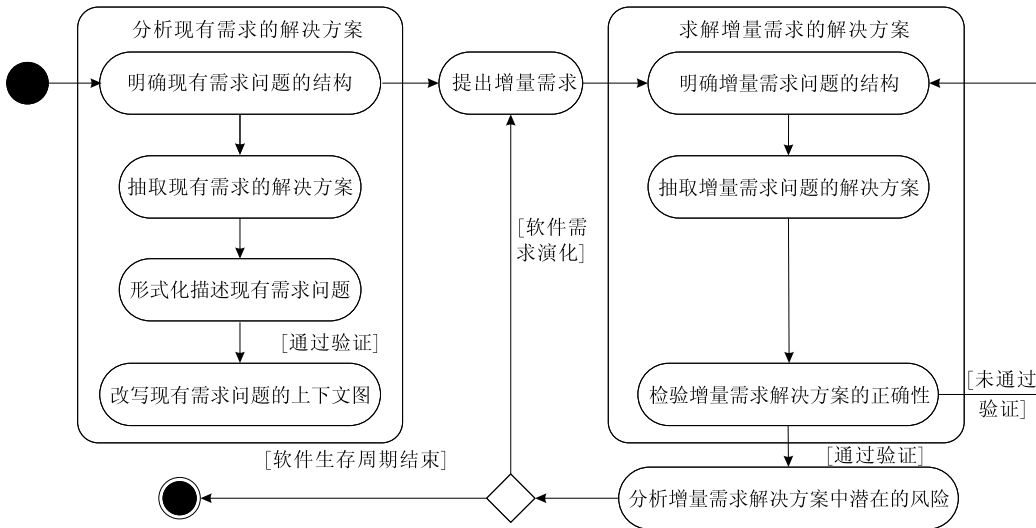 分析现有需求的解决方案
明确现有需求问题的结构
抽取现有需求的解决方案
形式化描述现有需求问题
[通过验证]
改写现有需求问题的上下文图
提出增量需求
[软件需
求演化]
求解增量需求的解决方案
明确增量需求问题的结构
抽取增量需求问题的解决方案
检验增量需求解决方案的正确性
[未通过
验证]
[通过验证]
分析增量需求解决方案中潜在的风险
[软件生存周期结束]